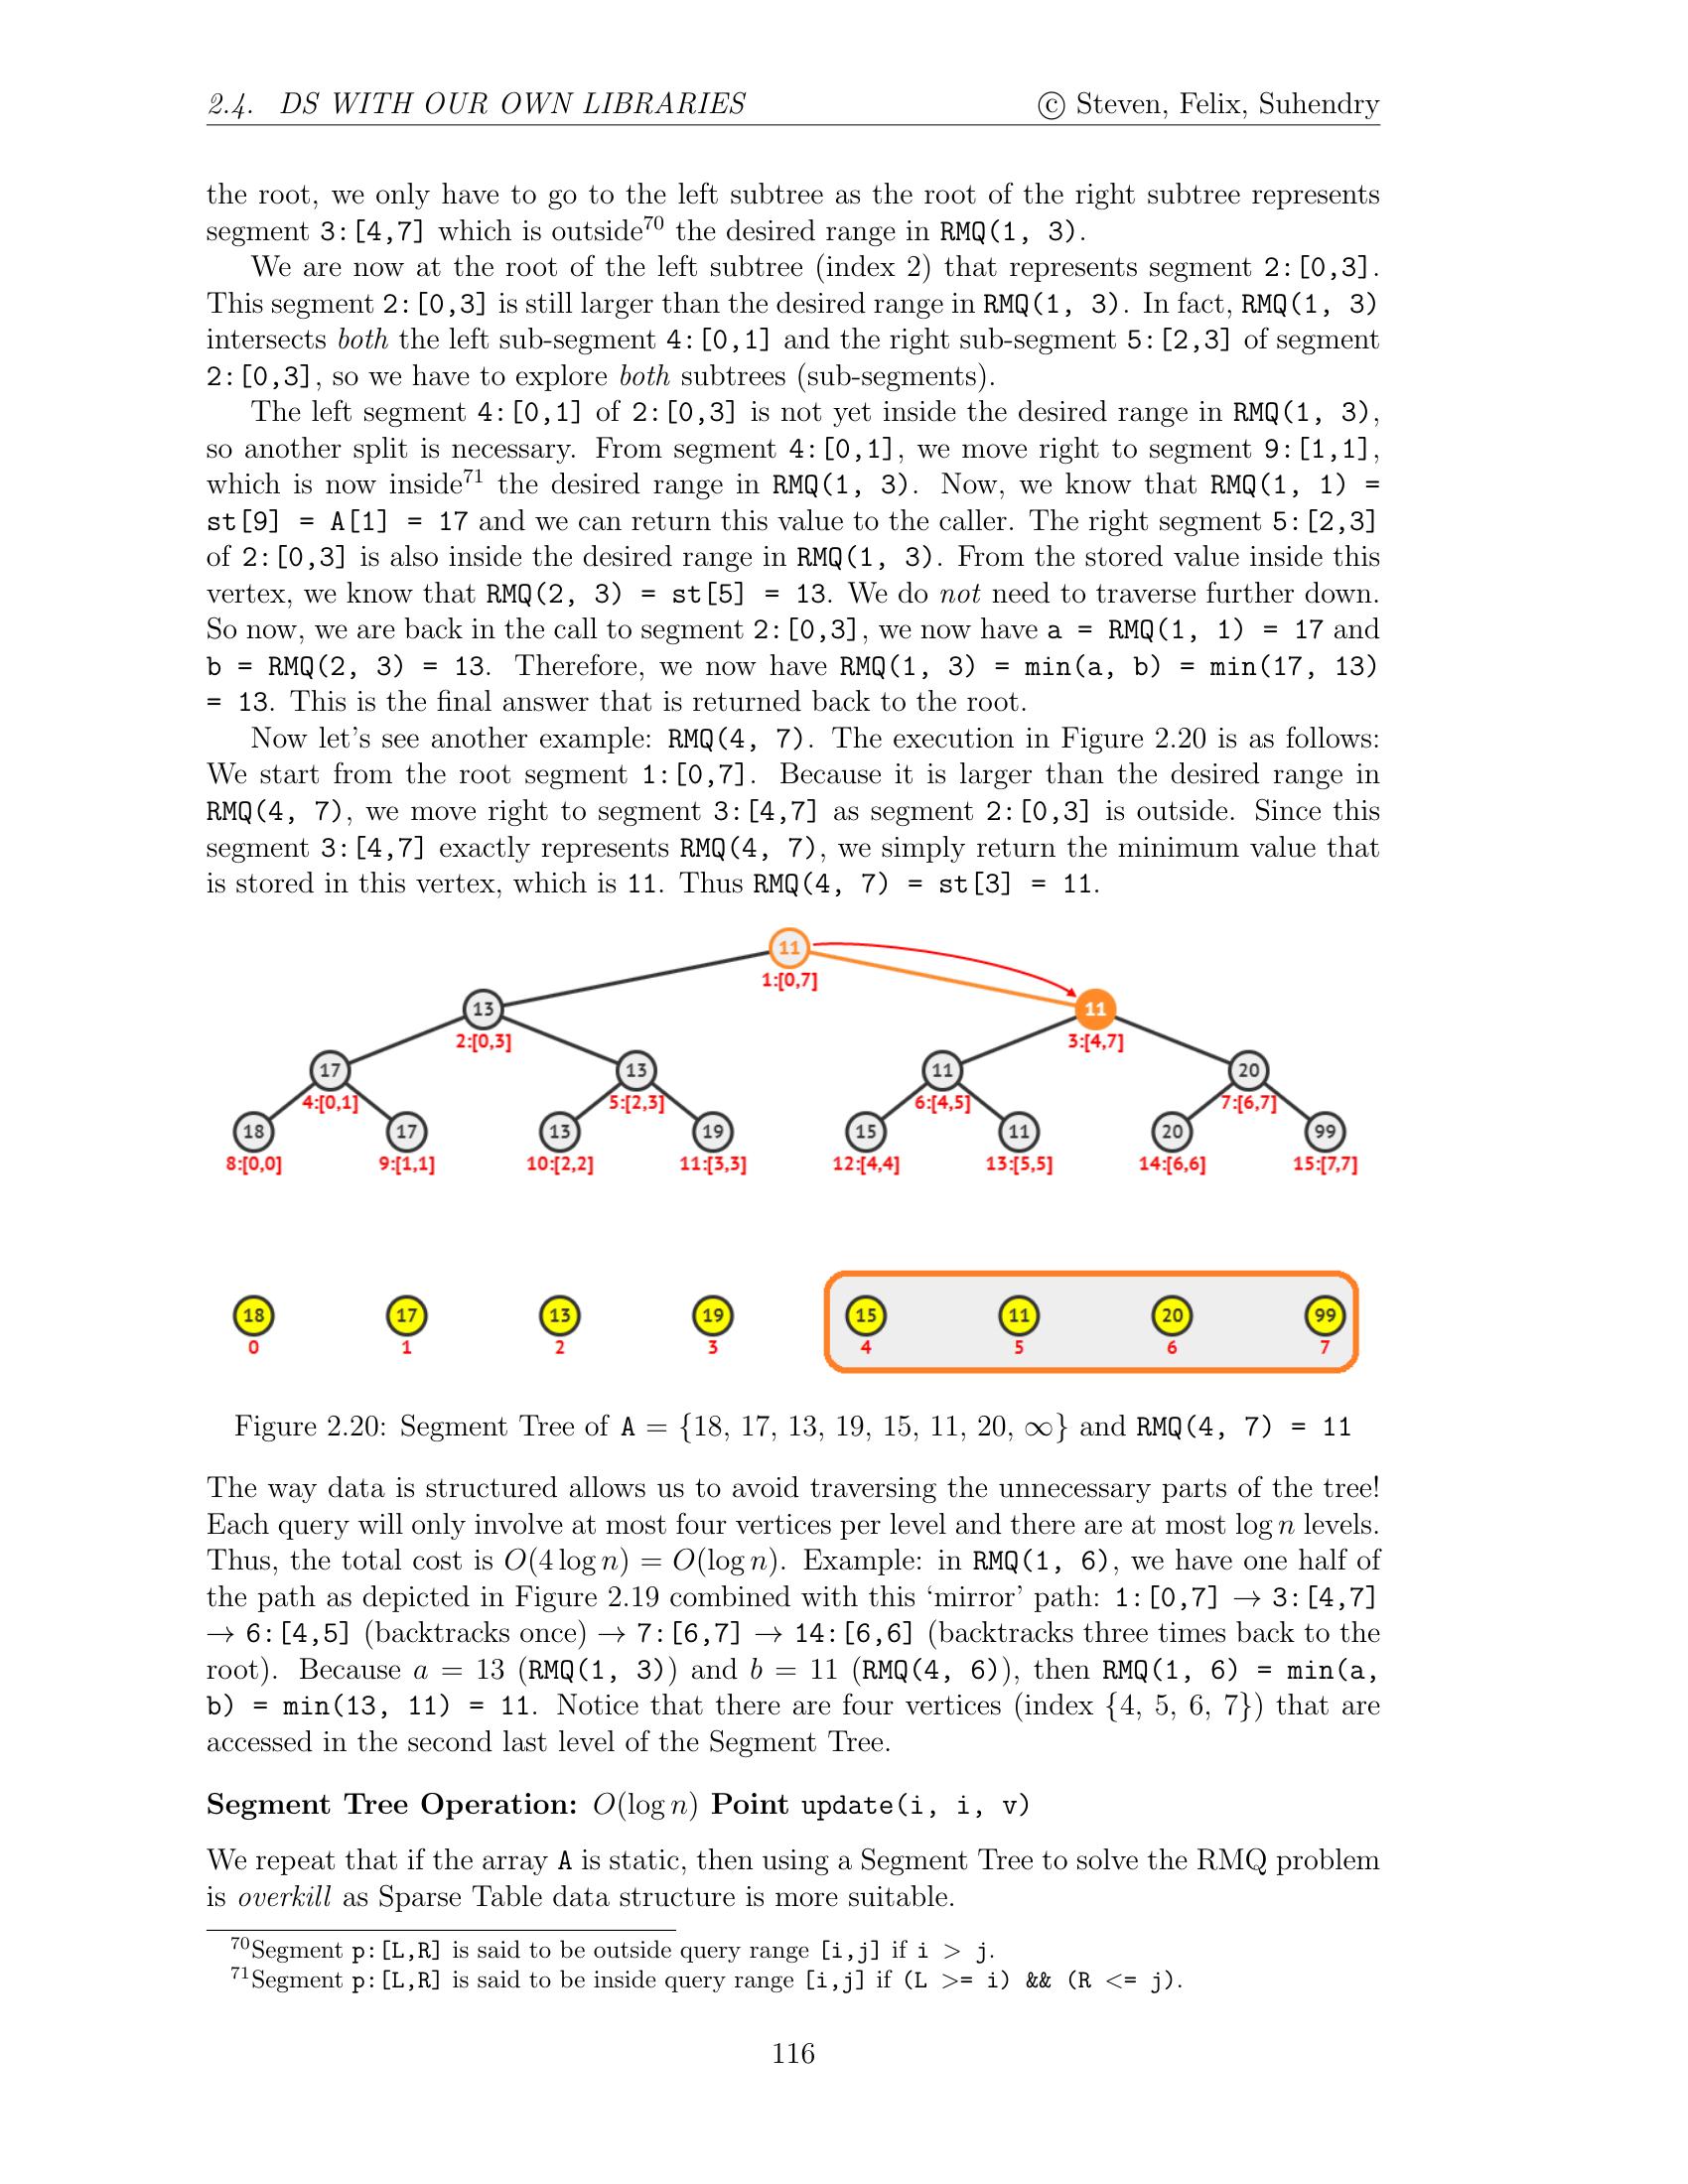 2.4. DS WITH OUR OWN LIBRARIES © Steven, Felix, Suhendry
the root, we only have to go to the left subtree as the root of the right subtree represents
segment 3:[4,7] which is outside⁷⁰ the desired range in RMQ(1, 3).
We are now at the root of the left subtree (index 2) that represents segment 2:[0,3].
This segment 2:[0,3] is still larger than the desired range in RMQ(1, 3). In fact, RMQ(1, 3)
intersects both the left sub-segment 4:[0,1] and the right sub-segment 5:[2,3] of segment
2:[0,3], so we have to explore both subtrees (sub-segments).
The left segment 4:[0,1] of 2:[0,3] is not yet inside the desired range in RMQ(1, 3),
so another split is necessary. From segment 4:[0,1], we move right to segment 9:[1,1],
which is now inside⁷¹ the desired range in RMQ(1, 3). Now, we know that RMQ(1, 1) =
st[9] = A[1] = 17 and we can return this value to the caller. The right segment 5:[2,3]
of 2:[0,3] is also inside the desired range in RMQ(1, 3). From the stored value inside this
vertex, we know that RMQ(2, 3) = st[5] = 13. We do not need to traverse further down.
So now, we are back in the call to segment 2:[0,3], we now have a = RMQ(1, 1) = 17 and
b = RMQ(2, 3) = 13. Therefore, we now have RMQ(1, 3) = min(a, b) = min(17, 13)
= 13. This is the final answer that is returned back to the root.
Now let's see another example: RMQ(4, 7). The execution in Figure 2.20 is as follows:
We start from the root segment 1:[0,7]. Because it is larger than the desired range in
RMQ(4, 7), we move right to segment 3:[4,7] as segment 2:[0,3] is outside. Since this
segment 3:[4,7] exactly represents RMQ(4, 7), we simply return the minimum value that
is stored in this vertex, which is 11. Thus RMQ(4, 7) = st[3] = 11.
11
1:[0,7]
13 11
2:[0,3] 3:[4,7]
17 13 11 20
4:[0,1] 5:[2,3] 6:[4,5] 7:[6,7]
18 17 13 19 15 11 20 99
8:[0,0] 9:[1,1] 10:[2,2] 11:[3,3] 12:[4,4] 13:[5,5] 14:[6,6] 15:[7,7]
18 17 13 19 15 11 20 99
0 1 2 3 4 5 6 7
Figure 2.20: Segment Tree of A = {18, 17, 13, 19, 15, 11, 20, ∞} and RMQ(4, 7) = 11
The way data is structured allows us to avoid traversing the unnecessary parts of the tree!
Each query will only involve at most four vertices per level and there are at most log n levels.
Thus, the total cost is O(4 log n) = O(log n). Example: in RMQ(1, 6), we have one half of
the path as depicted in Figure 2.19 combined with this ‘mirror’ path: 1:[0,7] → 3:[4,7]
→ 6:[4,5] (backtracks once) → 7:[6,7] → 14:[6,6] (backtracks three times back to the
root). Because a = 13 (RMQ(1, 3)) and b = 11 (RMQ(4, 6)), then RMQ(1, 6) = min(a,
b) = min(13, 11) = 11. Notice that there are four vertices (index {4, 5, 6, 7}) that are
accessed in the second last level of the Segment Tree.
Segment Tree Operation: O(log n) Point update(i, i, v)
We repeat that if the array A is static, then using a Segment Tree to solve the RMQ problem
is overkill as Sparse Table data structure is more suitable.
⁷⁰Segment p:[L,R] is said to be outside query range [i,j] if i > j.
⁷¹Segment p:[L,R] is said to be inside query range [i,j] if (L >= i) && (R <= j).
116